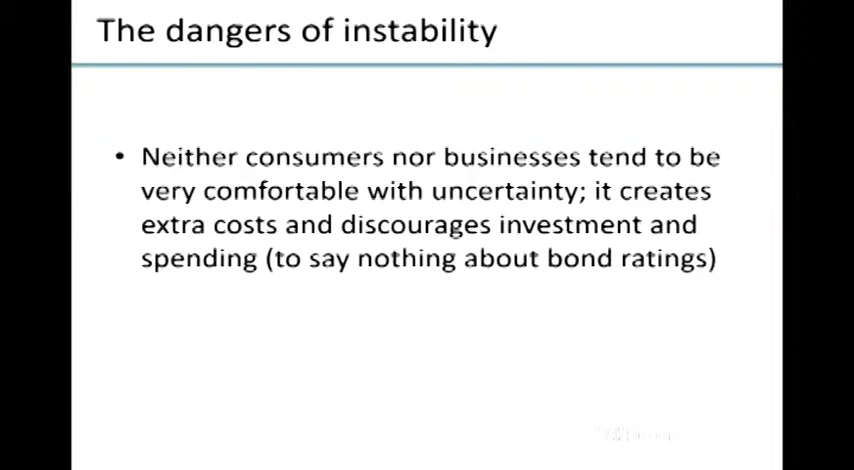 The dangers of instability
• Neither consumers nor businesses tend to be
very comfortable with uncertainty; it creates
extra costs and discourages investment and
spending (to say nothing about bond ratings)